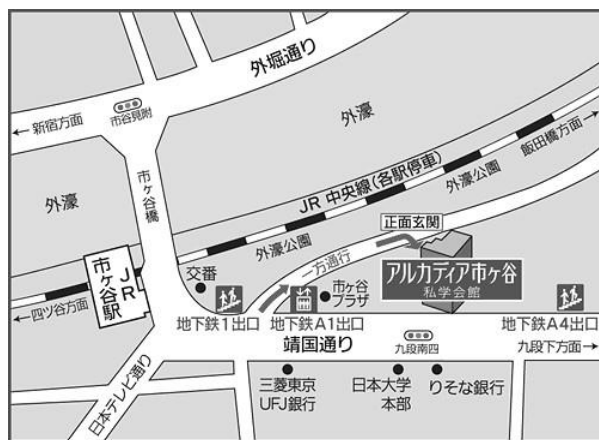 外堀通り
←新宿方面
市谷見附
外濠
飯田橋方面→
JR 中央線(各駅停車)
外濠公園
市ヶ谷橋
外濠
正面玄関
外濠公園
一方通行
アルカディア市ヶ谷
私学会館
JR
市ヶ谷駅
交番
市ヶ谷
プラザ
←四ツ谷方面
地下鉄1出口
地下鉄A1出口
地下鉄A4出口
靖国通り
九段南四
九段下方面→
日本テレビ通り
三菱東京
UFJ銀行
日本大学
本部
りそな銀行